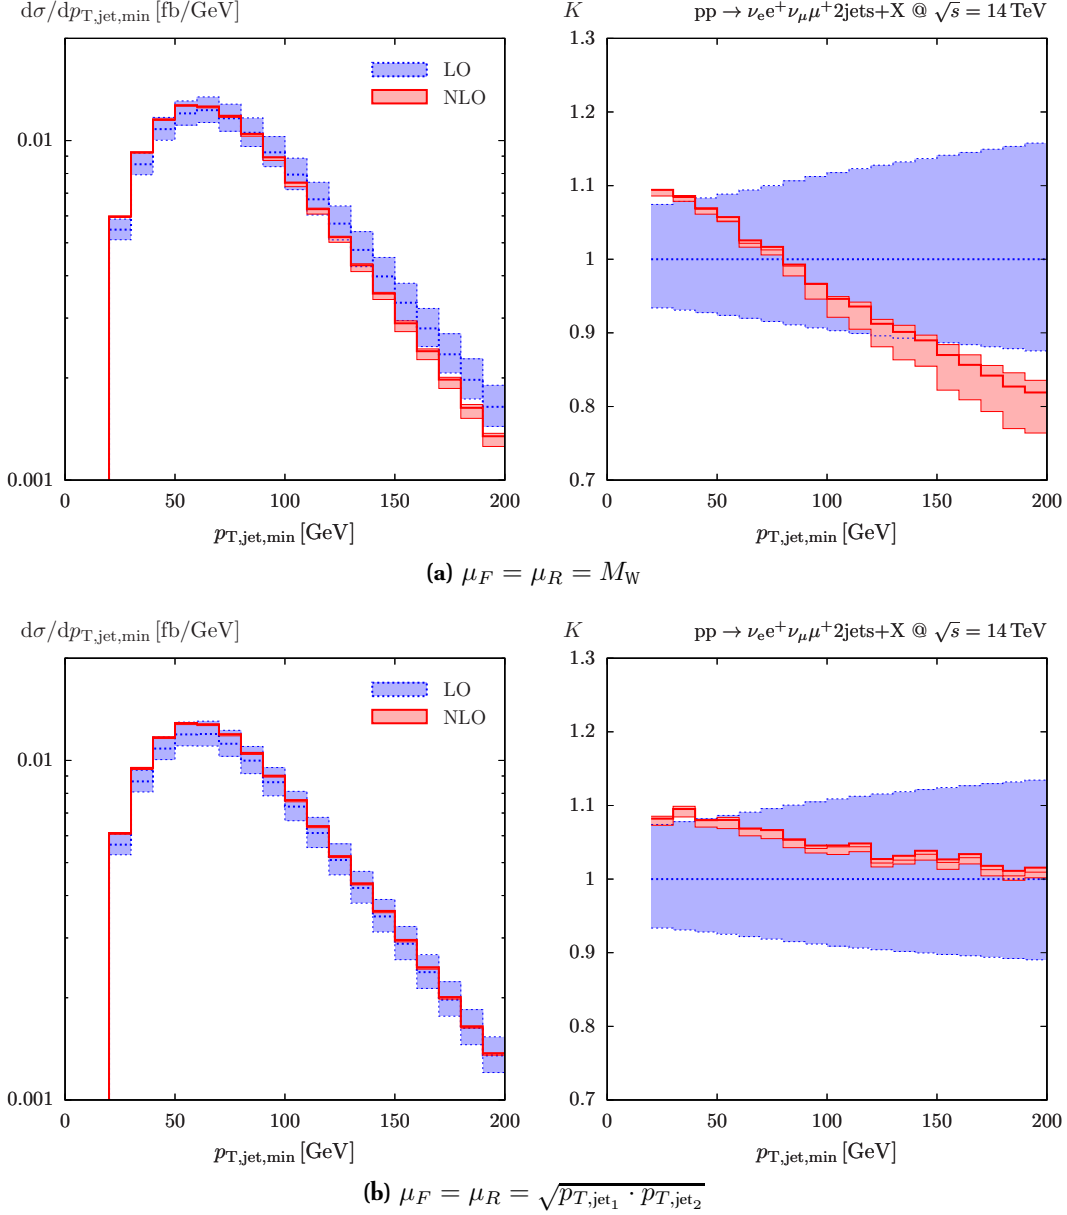 dσ/dp_T,jet,min [fb/GeV]
LO
NLO
0.01
0.001
0 50 100 150 200
p_T,jet,min [GeV]
K pp → ν_e e⁺ ν_μ μ⁺ 2jets+X @ √s = 14 TeV
1.3
1.2
1.1
1
0.9
0.8
0.7
0 50 100 150 200
p_T,jet,min [GeV]
(a) μ_F = μ_R = M_W
dσ/dp_T,jet,min [fb/GeV]
LO
NLO
0.01
0.001
0 50 100 150 200
p_T,jet,min [GeV]
K pp → ν_e e⁺ ν_μ μ⁺ 2jets+X @ √s = 14 TeV
1.3
1.2
1.1
1
0.9
0.8
0.7
0 50 100 150 200
p_T,jet,min [GeV]
(b) μ_F = μ_R = √(p_T,jet₁ · p_T,jet₂)